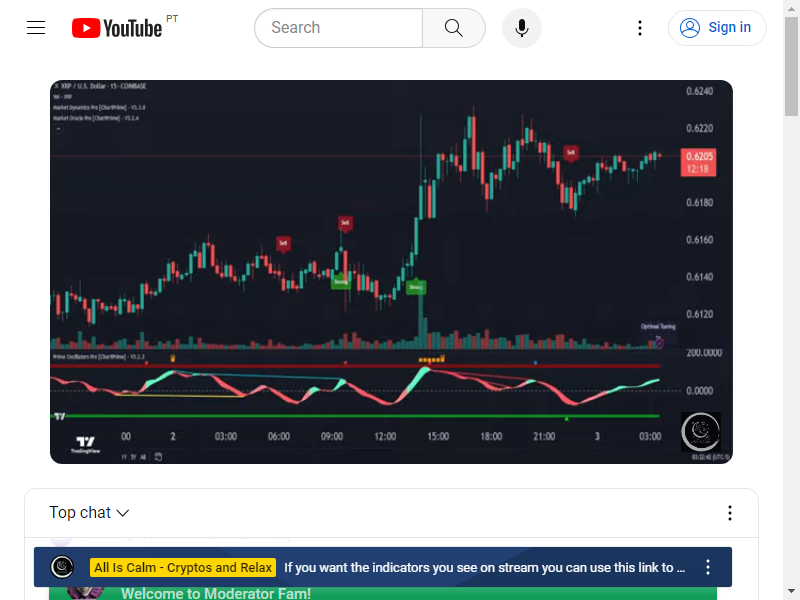 YouTube PT
Search
Sign in
XRP / U.S. Dollar · 15 · COINBASE
Vol · XRP
Market Dynamics Pro [ChartPrime] - V3.3.8
Market Oracle Pro [ChartPrime] - V3.2.4
0.6240
0.6220
0.6205
12:18
0.6180
0.6160
0.6140
0.6120
Sell
Sell
Sell
Strong
Strong
Optimal Tuning
Prime Oscillators Pro [ChartPrime] - V3.2.3
200.0000
0.0000
TradingView
00 2 03:00 06:00 09:00 12:00 15:00 18:00 21:00 3 03:00
1Y 5Y All
Top chat
All Is Calm - Cryptos and Relax If you want the indicators you see on stream you can use this link to ...
Welcome to Moderator Fam!